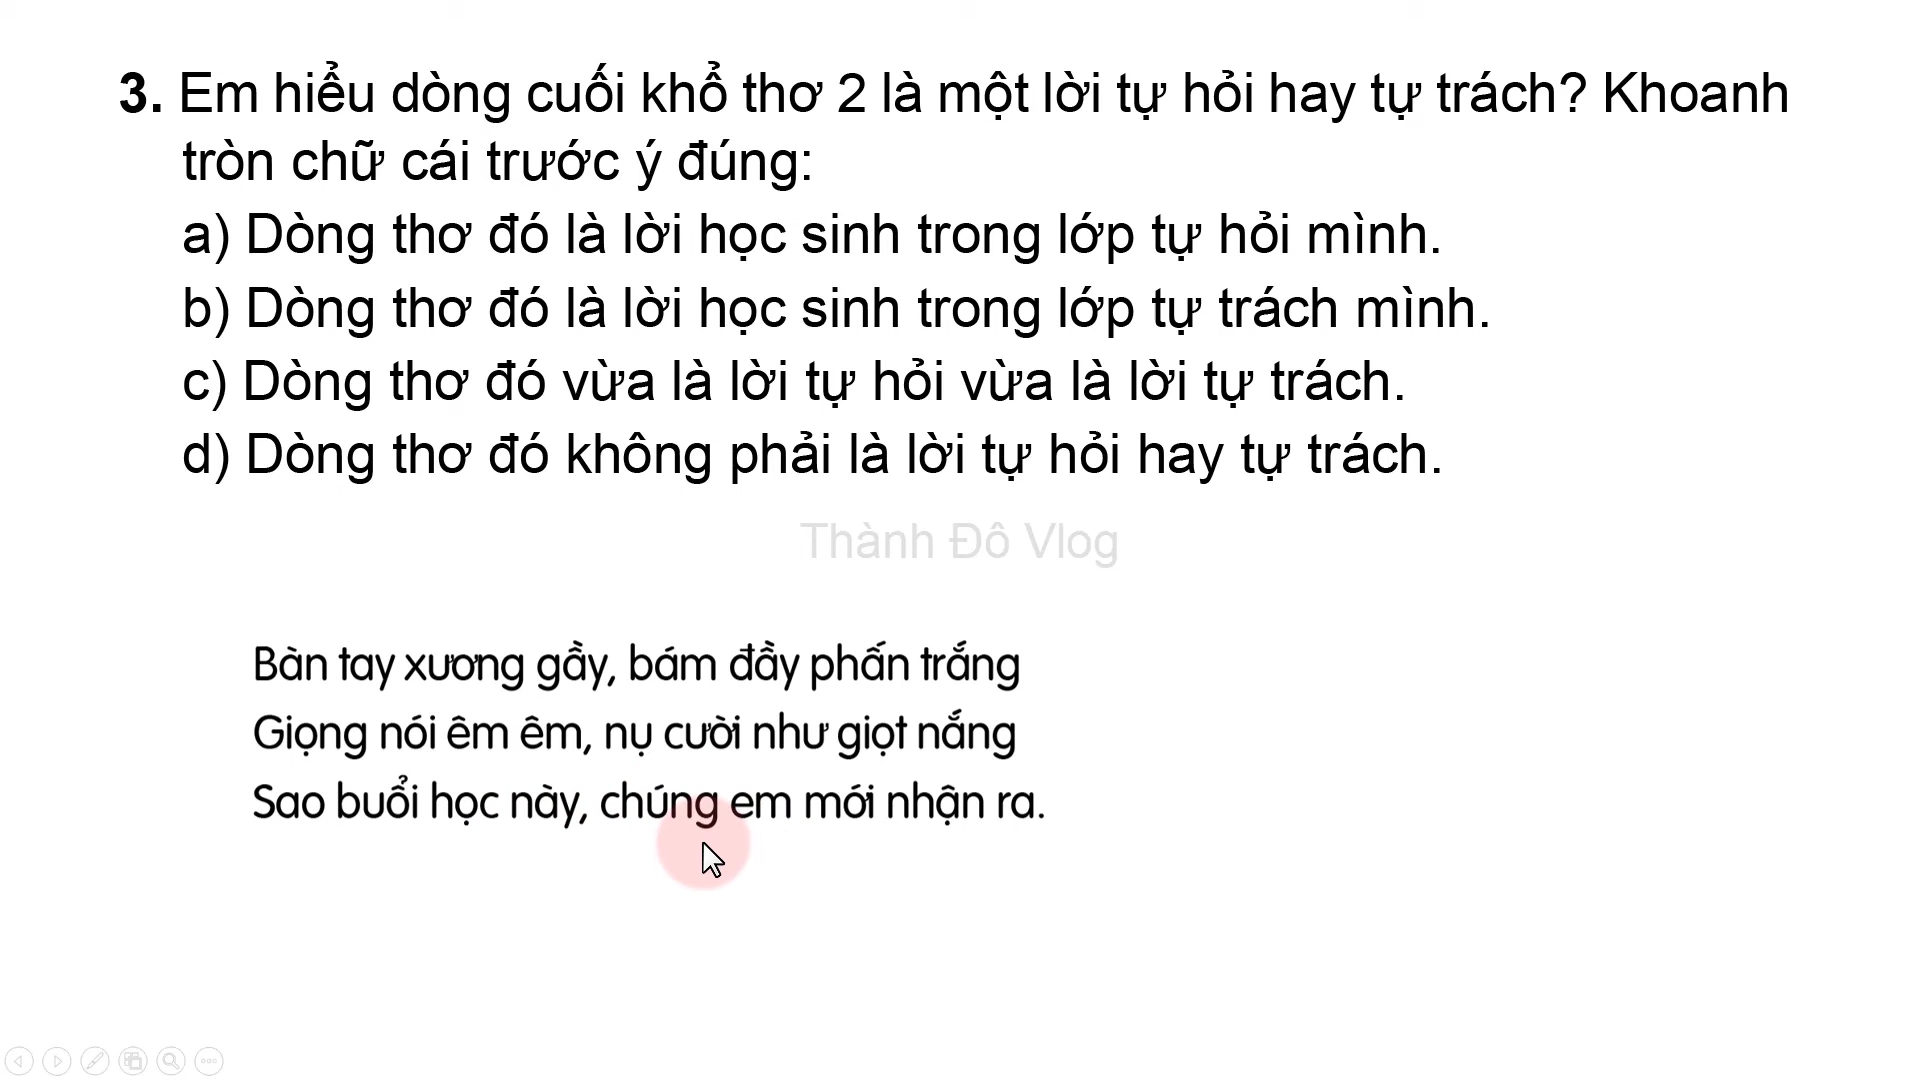 3. Em hiểu dòng cuối khổ thơ 2 là một lời tự hỏi hay tự trách? Khoanh
tròn chữ cái trước ý đúng:
a) Dòng thơ đó là lời học sinh trong lớp tự hỏi mình.
b) Dòng thơ đó là lời học sinh trong lớp tự trách mình.
c) Dòng thơ đó vừa là lời tự hỏi vừa là lời tự trách.
d) Dòng thơ đó không phải là lời tự hỏi hay tự trách.
Thành Đô Vlog
Bàn tay xương gầy, bám đầy phấn trắng
Giọng nói êm êm, nụ cười như giọt nắng
Sao buổi học này, chúng em mới nhận ra.